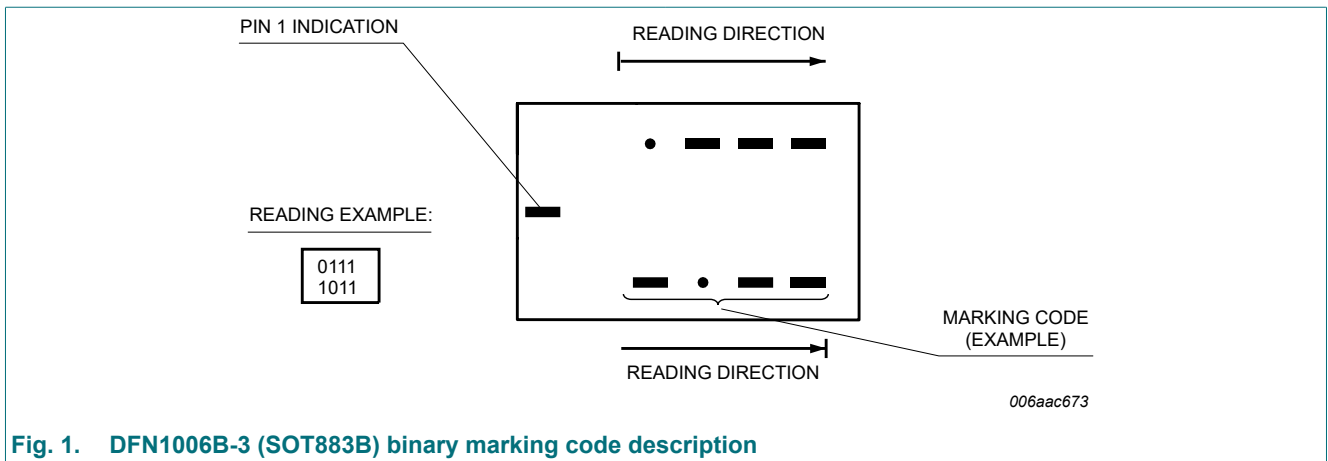 PIN 1 INDICATION
READING DIRECTION
READING EXAMPLE:
0111
1011
MARKING CODE
(EXAMPLE)
READING DIRECTION
006aac673
Fig. 1. DFN1006B-3 (SOT883B) binary marking code description